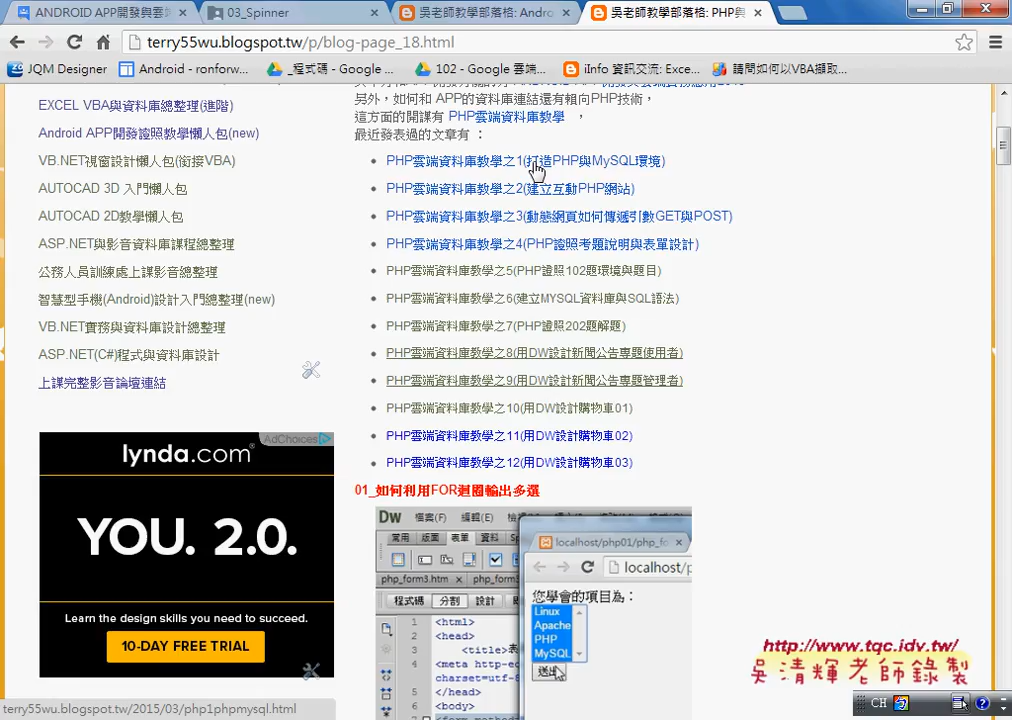 ANDROID APP開發與雲端
03_Spinner
吳老師教學部落格: Andro
吳老師教學部落格: PHP與
terry55wu.blogspot.tw/p/blog-page_18.html
JQM Designer
Android - ronforwork...
_程式碼 - Google ...
102 - Google 雲端...
iInfo 資訊交流: Exce...
請問如何以VBA擷取...
另外，如何和 APP的資料庫連結還有賴向PHP技術，
這方面的開課有 PHP雲端資料庫教學 ，
最近發表過的文章有 ：
EXCEL VBA與資料庫總整理(進階)
Android APP開發證照教學懶人包(new)
VB.NET視窗設計懶人包(銜接VBA)
AUTOCAD 3D 入門懶人包
AUTOCAD 2D教學懶人包
ASP.NET與影音資料庫課程總整理
公務人員訓練處上課影音總整理
智慧型手機(Android)設計入門總整理(new)
VB.NET實務與資料庫設計總整理
ASP.NET(C#)程式與資料庫設計
上課完整影音論壇連結
PHP雲端資料庫教學之1(打造PHP與MySQL環境)
PHP雲端資料庫教學之2(建立互動PHP網站)
PHP雲端資料庫教學之3(動態網頁如何傳遞引數GET與POST)
PHP雲端資料庫教學之4(PHP證照考題說明與表單設計)
PHP雲端資料庫教學之5(PHP證照102題環境與題目)
PHP雲端資料庫教學之6(建立MYSQL資料庫與SQL語法)
PHP雲端資料庫教學之7(PHP證照202題解題)
PHP雲端資料庫教學之8(用DW設計新聞公告專題使用者)
PHP雲端資料庫教學之9(用DW設計新聞公告專題管理者)
PHP雲端資料庫教學之10(用DW設計購物車01)
PHP雲端資料庫教學之11(用DW設計購物車02)
PHP雲端資料庫教學之12(用DW設計購物車03)
01_如何利用FOR迴圈輸出多選
AdChoices
lynda.com
YOU. 2.0.
Learn the design skills you need to succeed.
10-DAY FREE TRIAL
Dw 檔案(F) 編輯(E)
常用 版面 表單 資料 Sp
php_form3.htm × php_form3.
程式碼 分割 設計
1 <html>
2 <head>
3 <title>表
4 <meta http-eq
charset=utf-8
5 </head>
6 <body>
localhost/php01/php_fo ×
localhost/p
您學會的項目為：
Linux
Apache
PHP
MySQL
送出
http://www.tqc.idv.tw/
吳清輝老師錄製
CH
terry55wu.blogspot.tw/2015/03/php1phpmysql.html